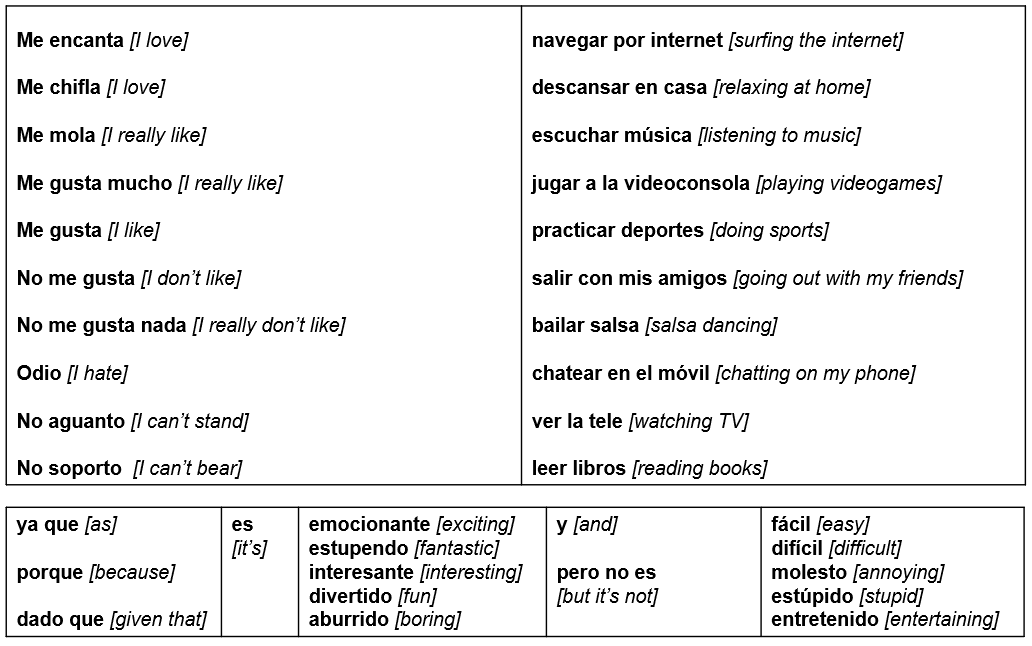 Me encanta [I love]
Me chifla [I love]
Me mola [I really like]
Me gusta mucho [I really like]
Me gusta [I like]
No me gusta [I don't like]
No me gusta nada [I really don't like]
Odio [I hate]
No aguanto [I can't stand]
No soporto [I can't bear]
navegar por internet [surfing the internet]
descansar en casa [relaxing at home]
escuchar música [listening to music]
jugar a la videoconsola [playing videogames]
practicar deportes [doing sports]
salir con mis amigos [going out with my friends]
bailar salsa [salsa dancing]
chatear en el móvil [chatting on my phone]
ver la tele [watching TV]
leer libros [reading books]
ya que [as]
porque [because]
dado que [given that]
es
[it's]
emocionante [exciting]
estupendo [fantastic]
interesante [interesting]
divertido [fun]
aburrido [boring]
y [and]
pero no es
[but it's not]
fácil [easy]
difícil [difficult]
molesto [annoying]
estúpido [stupid]
entretenido [entertaining]